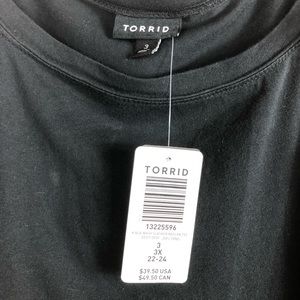 TORRID
3
TORRID
13225596
3
3X
22-24
$39.50 USA
$49.50 CAN